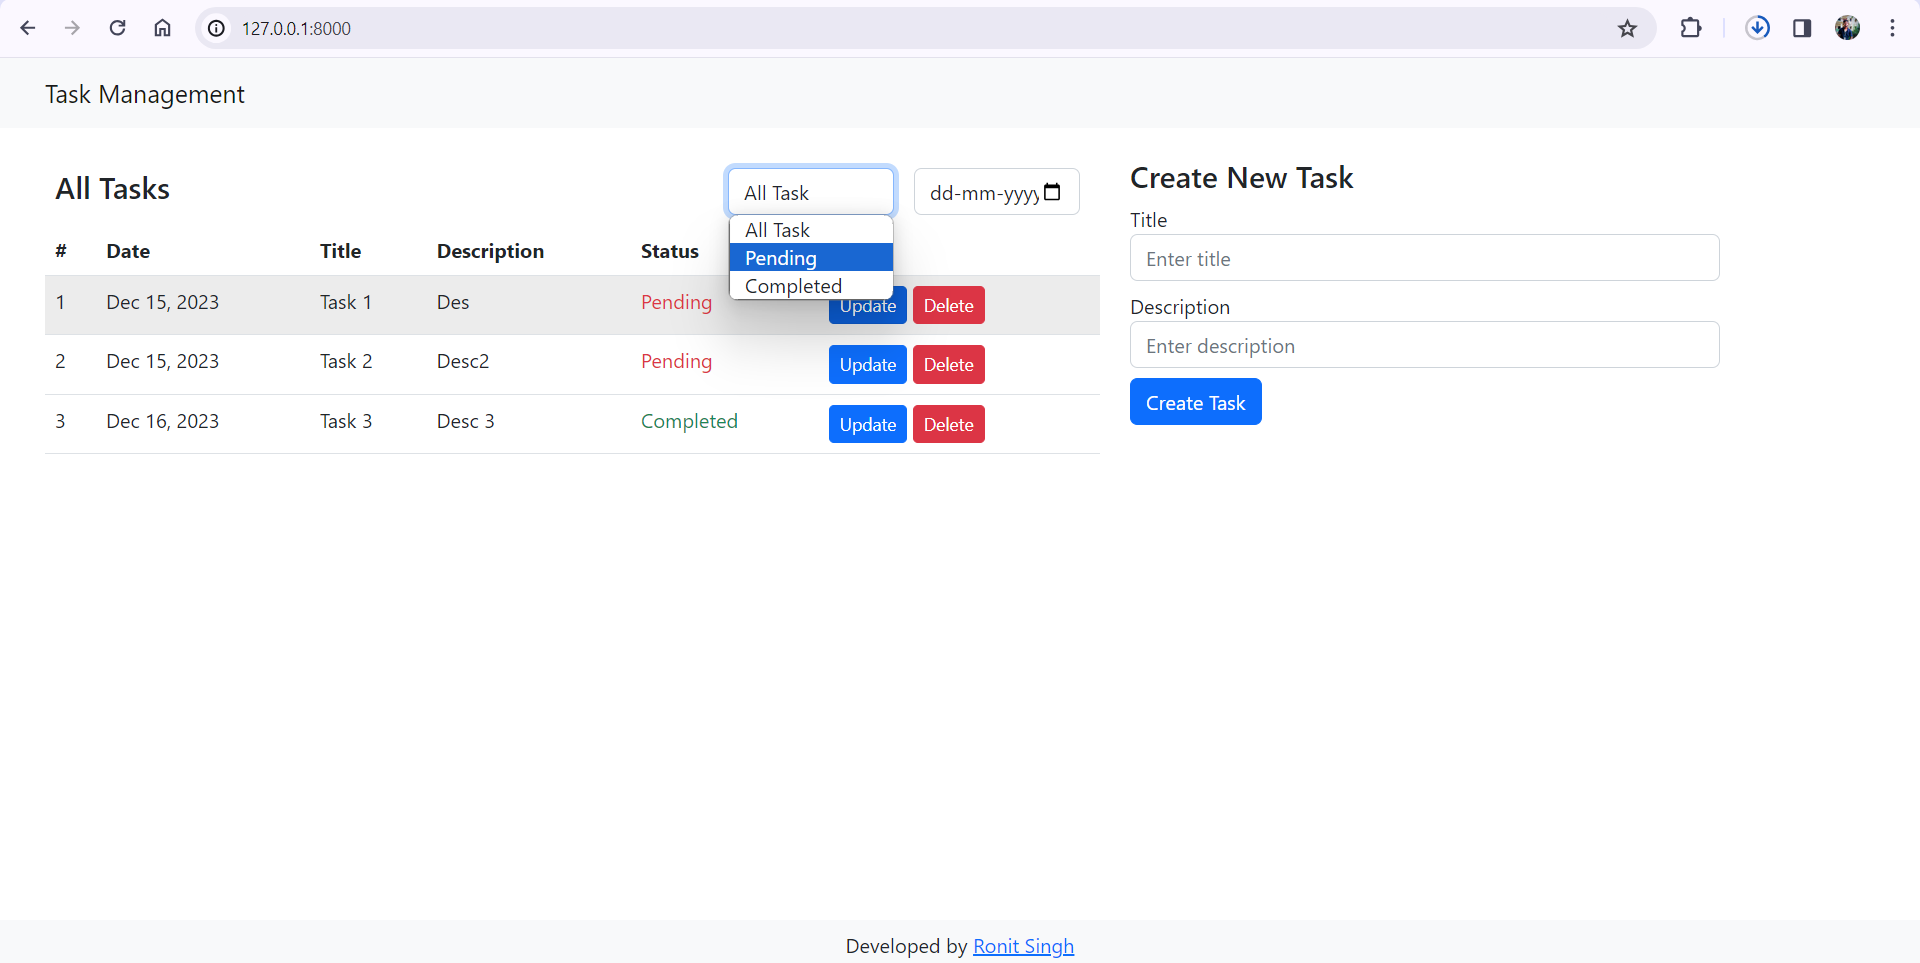 127.0.0.1:8000
Task Management
All Tasks
All Task
dd-mm-yyyy
All Task
Pending
Completed
# Date Title Description Status
1 Dec 15, 2023 Task 1 Des Pending Update Delete
2 Dec 15, 2023 Task 2 Desc2 Pending Update Delete
3 Dec 16, 2023 Task 3 Desc 3 Completed Update Delete
Create New Task
Title
Enter title
Description
Enter description
Create Task
Developed by Ronit Singh